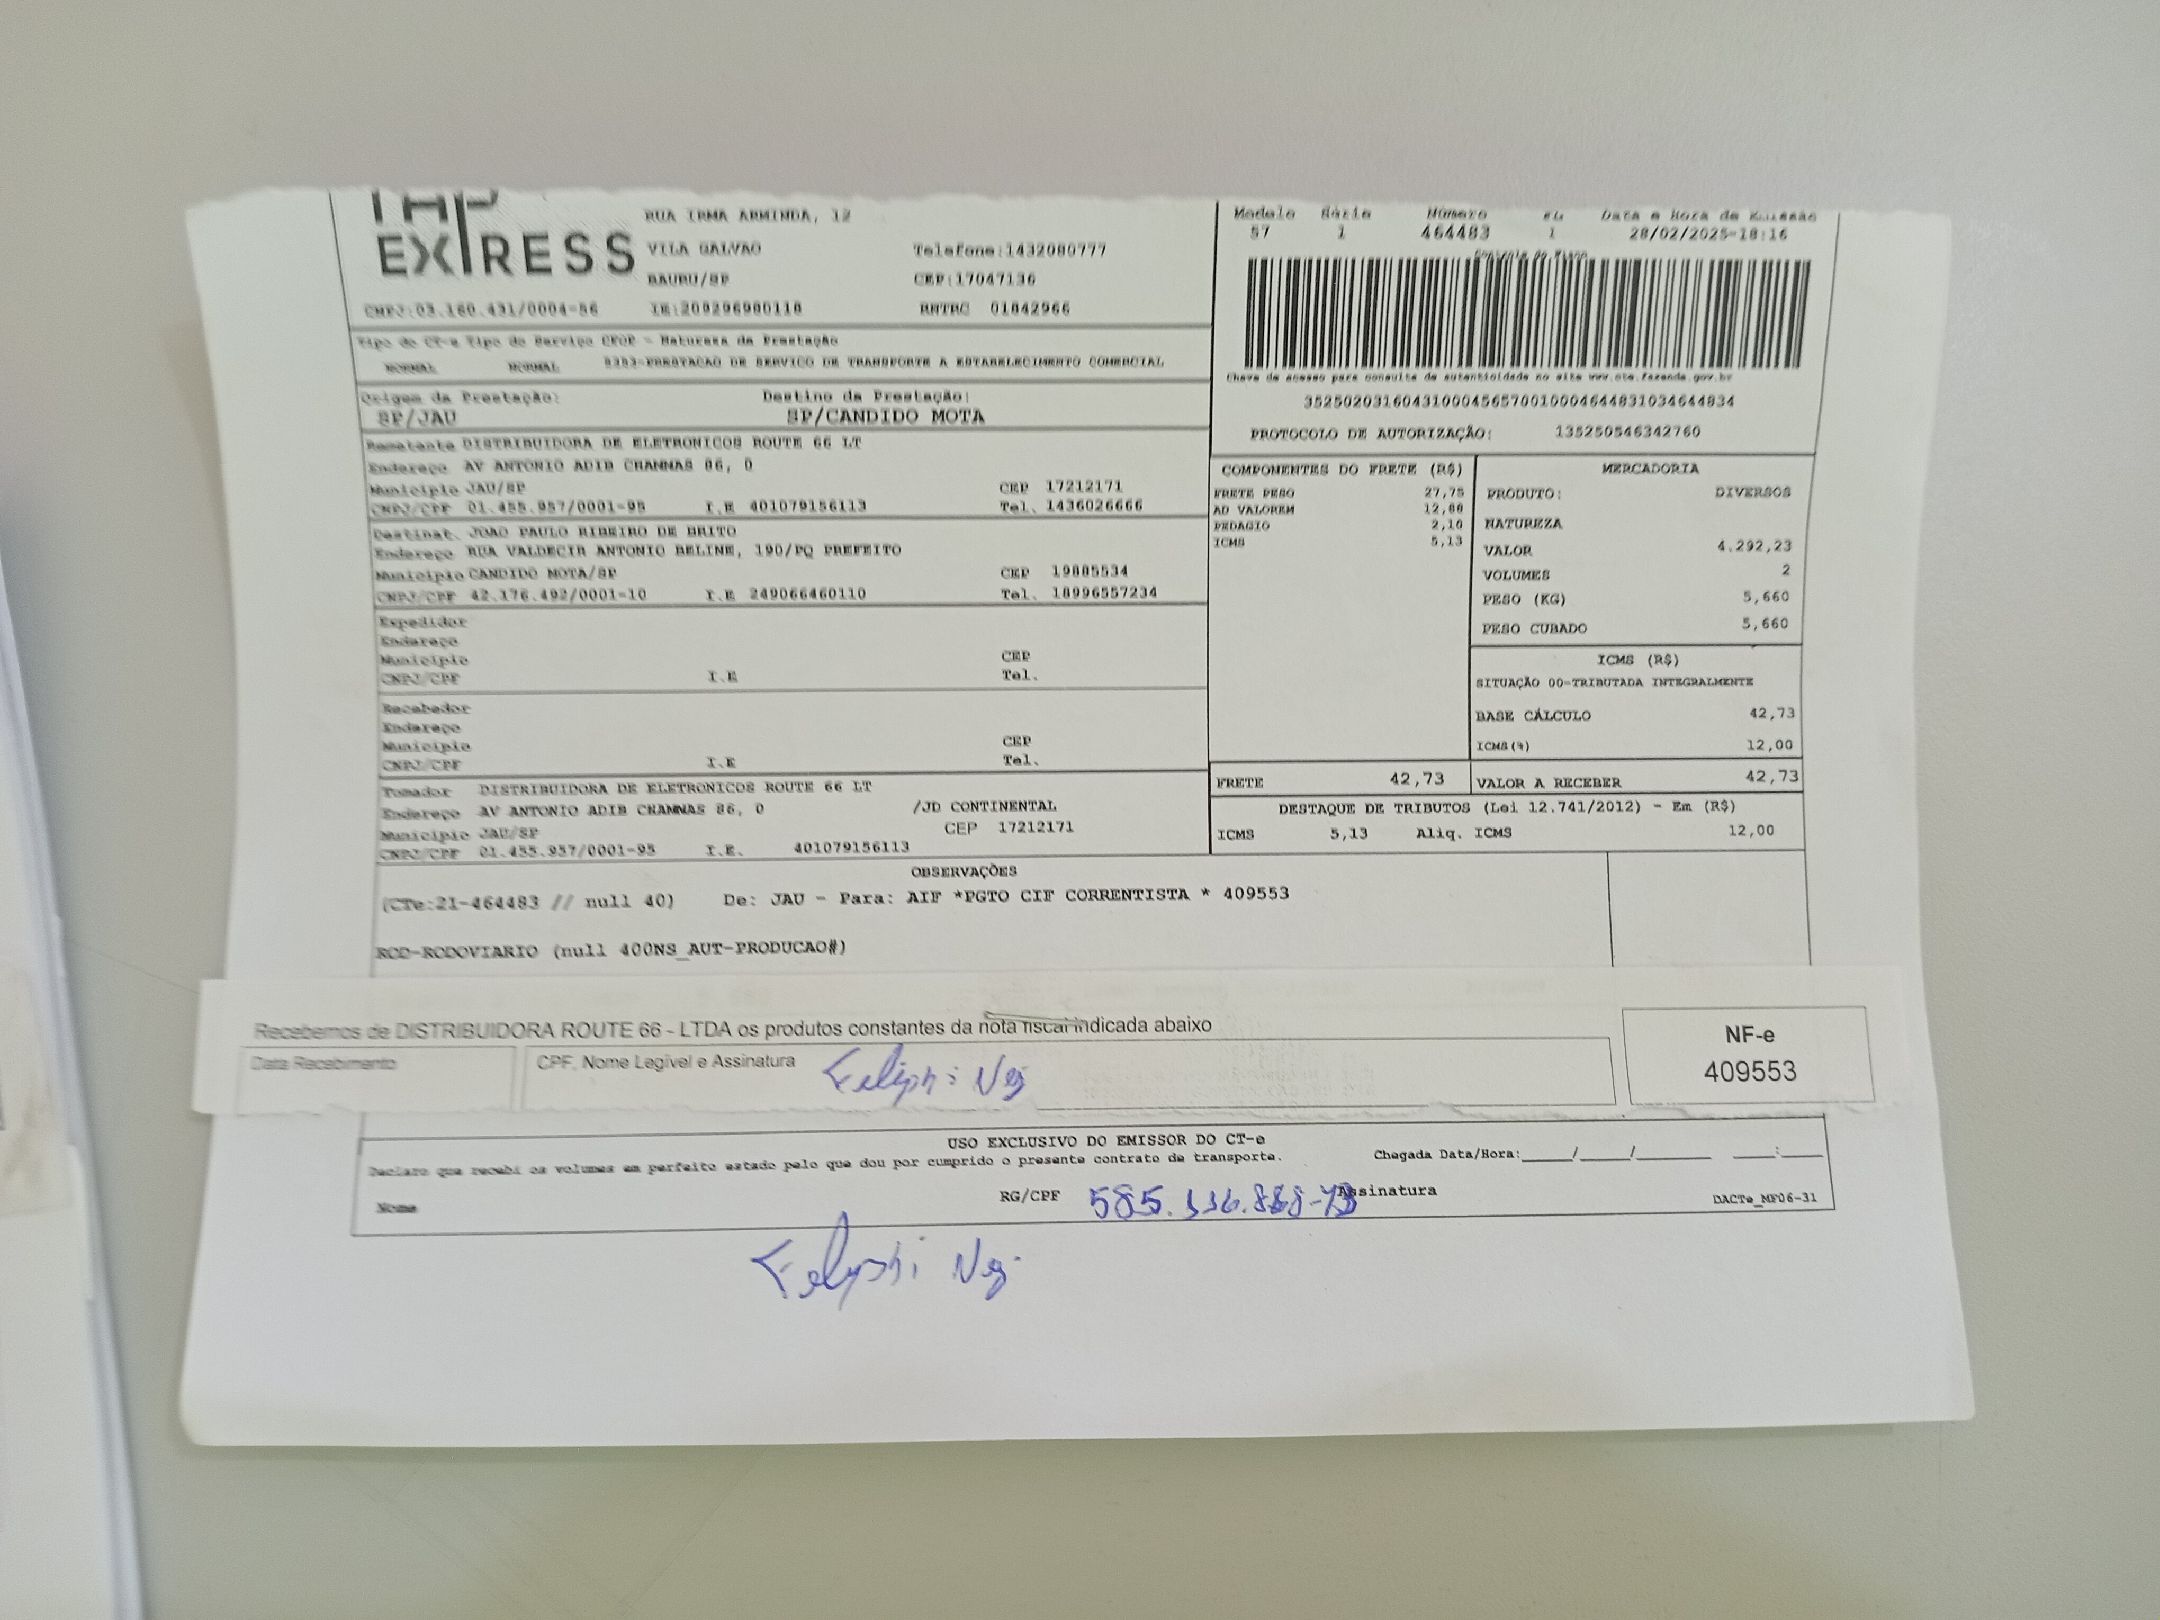 EXPRESS
RUA IRMA ARMINDA, 12
VILA GALVAO Telefone:1432080777
BAURU/SP CEP:17047136
CNPJ:03.160.431/0004-56 IE:209296980118 RNTRC 01842966
Modelo Série Número Data e Hora de Emissão
57 1 464483 1 28/02/2025-18:16
Controle do Fisco
Tipo do CT-e Tipo do Serviço CFOP - Natureza da Prestação
NORMAL NORMAL 5353-PRESTACAO DE SERVICO DE TRANSPORTE A ESTABELECIMENTO COMERCIAL
Chave de acesso para consulta de autenticidade no site www.cte.fazenda.gov.br
35250203160431000456570010004644831034644834
PROTOCOLO DE AUTORIZAÇÃO: 135250546342760
Origem da Prestação: Destino da Prestação:
SP/JAU SP/CANDIDO MOTA
Remetente DISTRIBUIDORA DE ELETRONICOS ROUTE 66 LT
Endereço AV ANTONIO ADIB CHAMMAS 86, 0
Município JAU/SP CEP 17212171
CNPJ/CPF 01.455.957/0001-95 I.E 401079156113 Tel. 1436026666
Destinat. JOAO PAULO RIBEIRO DE BRITO
Endereço RUA VALDECIR ANTONIO BELINE, 190/PQ PREFEITO
Município CANDIDO MOTA/SP CEP 19885534
CNPJ/CPF 42.176.492/0001-10 I.E 249066460110 Tel. 18996557234
Expedidor
Endereço
Município CEP
CNPJ/CPF I.E Tel.
Recebedor
Endereço
Município CEP
CNPJ/CPF I.E Tel.
Tomador DISTRIBUIDORA DE ELETRONICOS ROUTE 66 LT
Endereço AV ANTONIO ADIB CHAMMAS 86, 0 /JD CONTINENTAL
Município JAU/SP CEP 17212171
CNPJ/CPF 01.455.957/0001-95 I.E. 401079156113
COMPONENTES DO FRETE (R$)
FRETE PESO 27,75
AD VALOREM 12,88
PEDAGIO 2,10
ICMS 5,13
MERCADORIA
PRODUTO: DIVERSOS
NATUREZA
VALOR 4.292,23
VOLUMES 2
PESO (KG) 5,660
PESO CUBADO 5,660
ICMS (R$)
SITUAÇÃO 00-TRIBUTADA INTEGRALMENTE
BASE CÁLCULO 42,73
ICMS(%) 12,00
FRETE 42,73 VALOR A RECEBER 42,73
DESTAQUE DE TRIBUTOS (Lei 12.741/2012) - Em (R$)
ICMS 5,13 Aliq. ICMS 12,00
OBSERVAÇÕES
(CTe:21-464483 // null 40) De: JAU - Para: AIF *PGTO CIF CORRENTISTA * 409553
RCD-RODOVIARIO (null 400NS_AUT-PRODUCAO#)
Recebemos de DISTRIBUIDORA ROUTE 66 - LTDA os produtos constantes da nota fiscal indicada abaixo
Data Recebimento CPF, Nome Legível e Assinatura
NF-e
409553
USO EXCLUSIVO DO EMISSOR DO CT-e
Declaro que recebi os volumes em perfeito estado pelo que dou por cumprido o presente contrato de transporte. Chegada Data/Hora:____/____/______ ___:___
Nome RG/CPF Assinatura DACTe_MF06-31